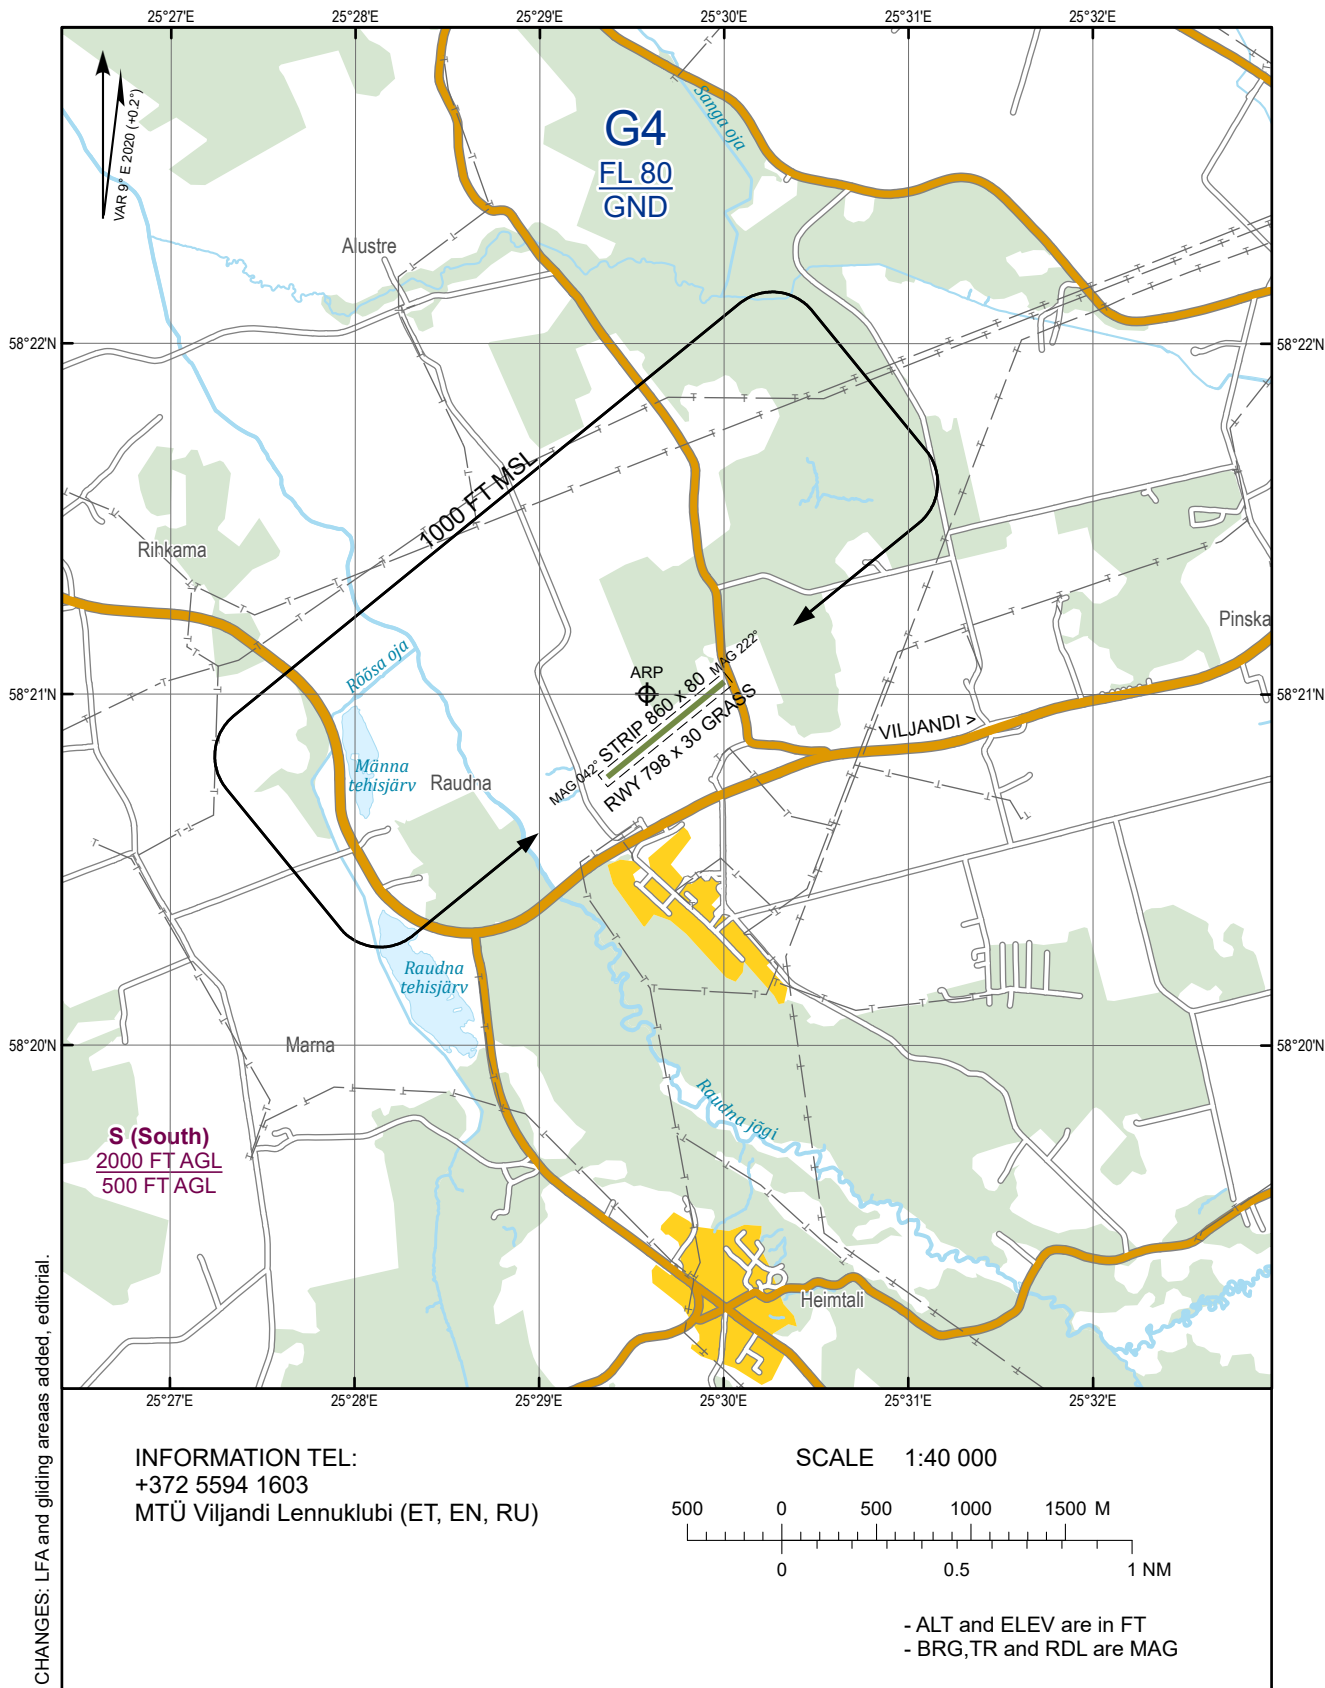 25°27'E
25°28'E
25°29'E
25°30'E
25°31'E
25°32'E
VAR 9° E 2020 (+0.2°)
G4
FL 80
GND
Sanga oja
Alustre
58°22'N
58°22'N
1000 FT MSL
Rihkama
Pinska
Röösa oja
ARP
MAG 222°
58°21'N
58°21'N
STRIP 860 x 80
MAG 042°
RWY 798 x 30 GRASS
VILJANDI >
Männa
tehisjärv
Raudna
Raudna
tehisjärv
58°20'N
58°20'N
Marna
Raudna jõgi
S (South)
2000 FT AGL
500 FT AGL
Heimtali
25°27'E
25°28'E
25°29'E
25°30'E
25°31'E
25°32'E
CHANGES: LFA and gliding areaas added, editorial.
INFORMATION TEL:
+372 5594 1603
MTÜ Viljandi Lennuklubi (ET, EN, RU)
SCALE 1:40 000
500 0 500 1000 1500 M
0 0.5 1 NM
- ALT and ELEV are in FT
- BRG,TR and RDL are MAG